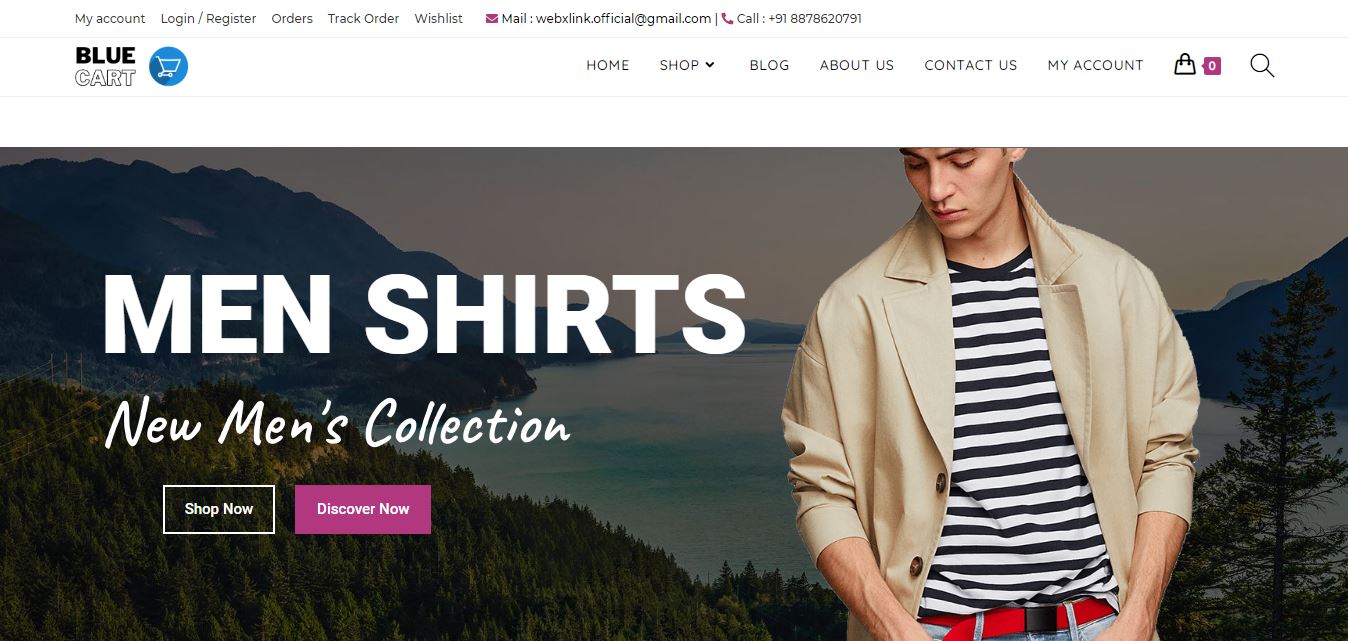 My account Login / Register Orders Track Order Wishlist Mail : webxlink.official@gmail.com | Call : +91 8878620791
BLUE
CART
HOME SHOP BLOG ABOUT US CONTACT US MY ACCOUNT 0
MEN SHIRTS
New Men's Collection
Shop Now Discover Now